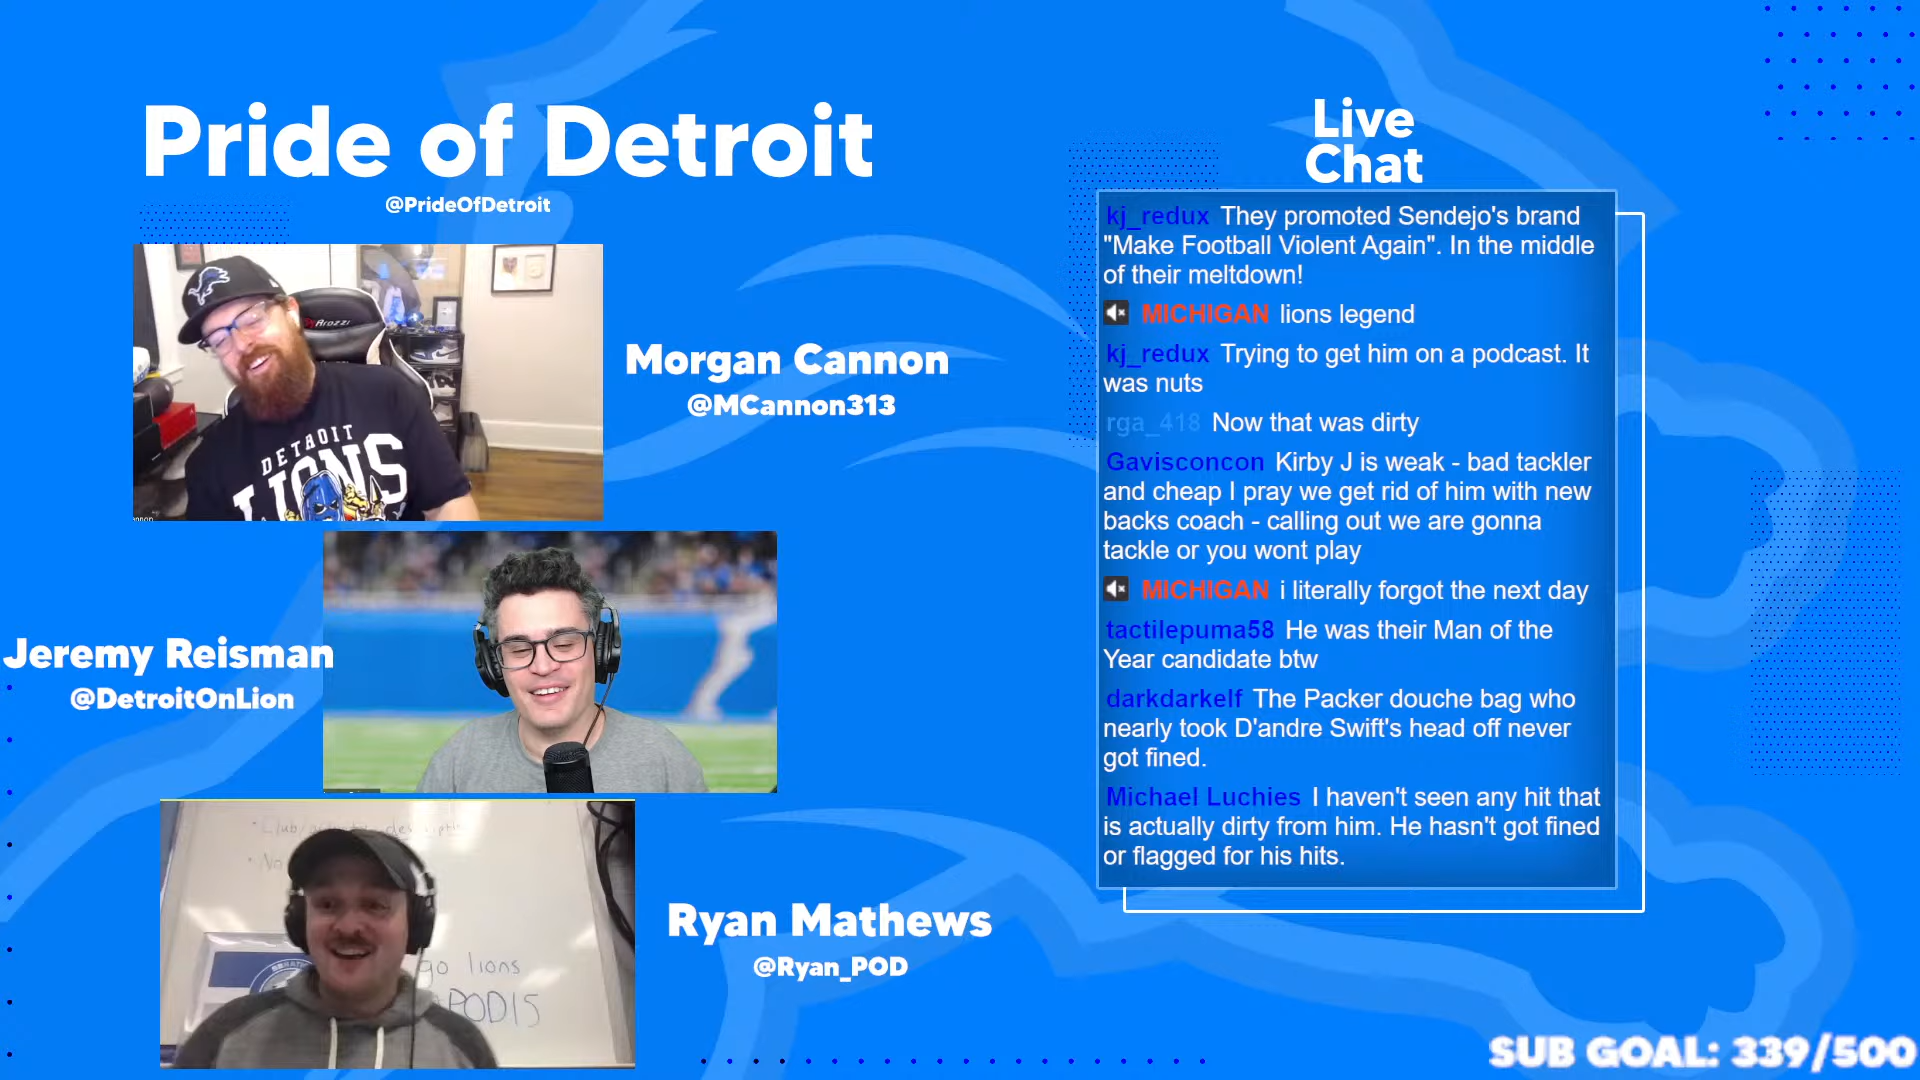 Pride of Detroit
@PrideOfDetroit
Live
Chat
kj_redux They promoted Sendejo's brand
"Make Football Violent Again". In the middle
of their meltdown!
MICHIGAN lions legend
kj_redux Trying to get him on a podcast. It
was nuts
rga_418 Now that was dirty
Gavisconcon Kirby J is weak - bad tackler
and cheap I pray we get rid of him with new
backs coach - calling out we are gonna
tackle or you wont play
MICHIGAN i literally forgot the next day
tactilepuma58 He was their Man of the
Year candidate btw
darkdarkelf The Packer douche bag who
nearly took D'andre Swift's head off never
got fined.
Michael Luchies I haven't seen any hit that
is actually dirty from him. He hasn't got fined
or flagged for his hits.
Arozzi
DETROIT
LIONS
Morgan Cannon
@MCannon313
Jeremy Reisman
@DetroitOnLion
go lions
POD15
Ryan Mathews
@Ryan_POD
SUB GOAL: 339/500